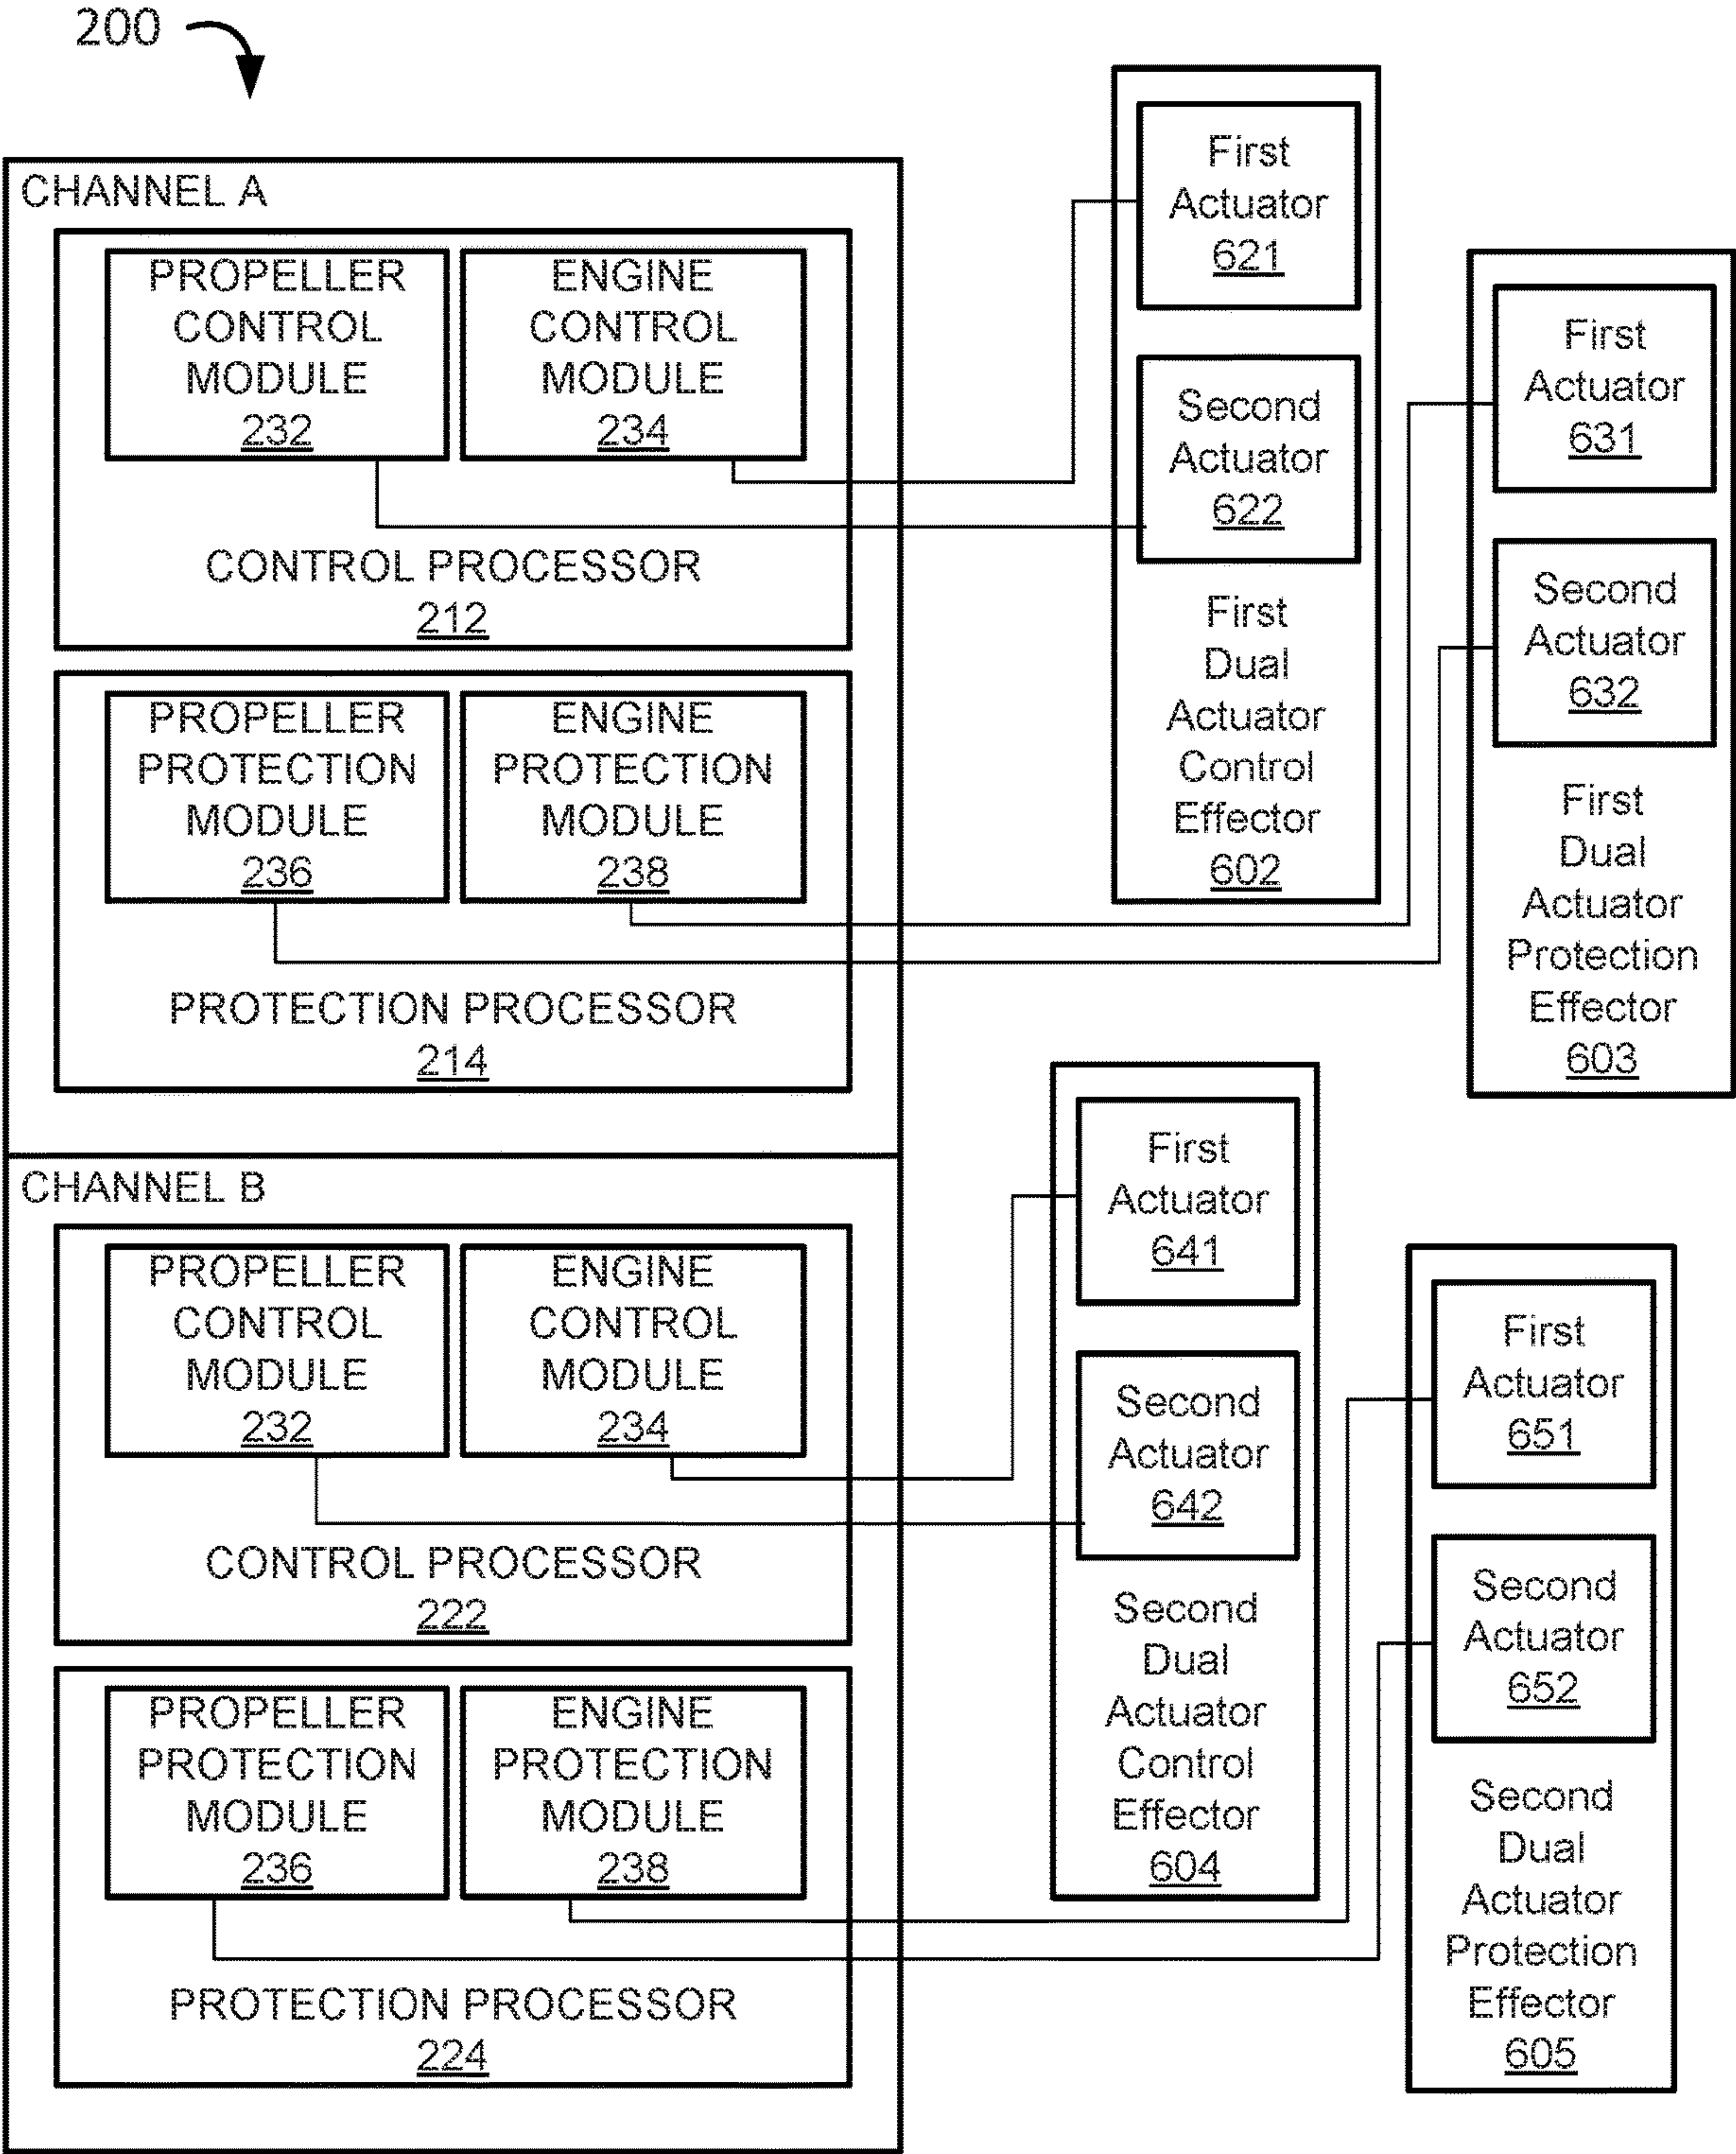 200
CHANNEL A
PROPELLER
CONTROL
MODULE
232
ENGINE
CONTROL
MODULE
234
CONTROL PROCESSOR
212
PROPELLER
PROTECTION
MODULE
236
ENGINE
PROTECTION
MODULE
238
PROTECTION PROCESSOR
214
First
Actuator
621
Second
Actuator
622
First
Dual
Actuator
Control
Effector
602
First
Actuator
631
Second
Actuator
632
First
Dual
Actuator
Protection
Effector
603
CHANNEL B
PROPELLER
CONTROL
MODULE
232
ENGINE
CONTROL
MODULE
234
CONTROL PROCESSOR
222
PROPELLER
PROTECTION
MODULE
236
ENGINE
PROTECTION
MODULE
238
PROTECTION PROCESSOR
224
First
Actuator
641
Second
Actuator
642
Second
Dual
Actuator
Control
Effector
604
First
Actuator
651
Second
Actuator
652
Second
Dual
Actuator
Protection
Effector
605